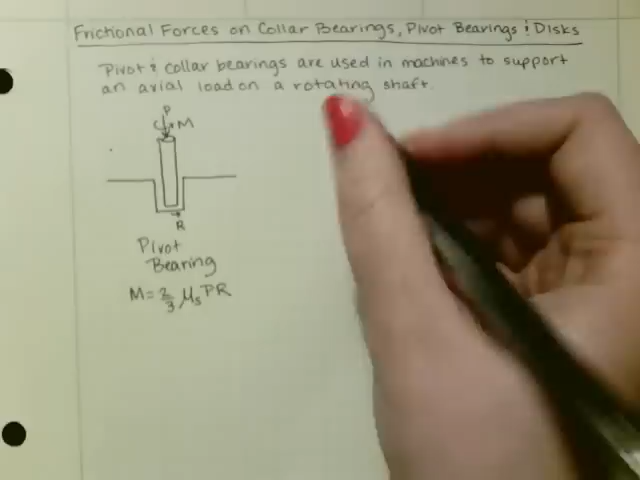 Frictional Forces on Collar Bearings, Pivot Bearings & Disks
Pivot & collar bearings are used in machines to support
an axial load on a rotating shaft.
P
M
R
Pivot
Bearing
M = 2/3 μs PR